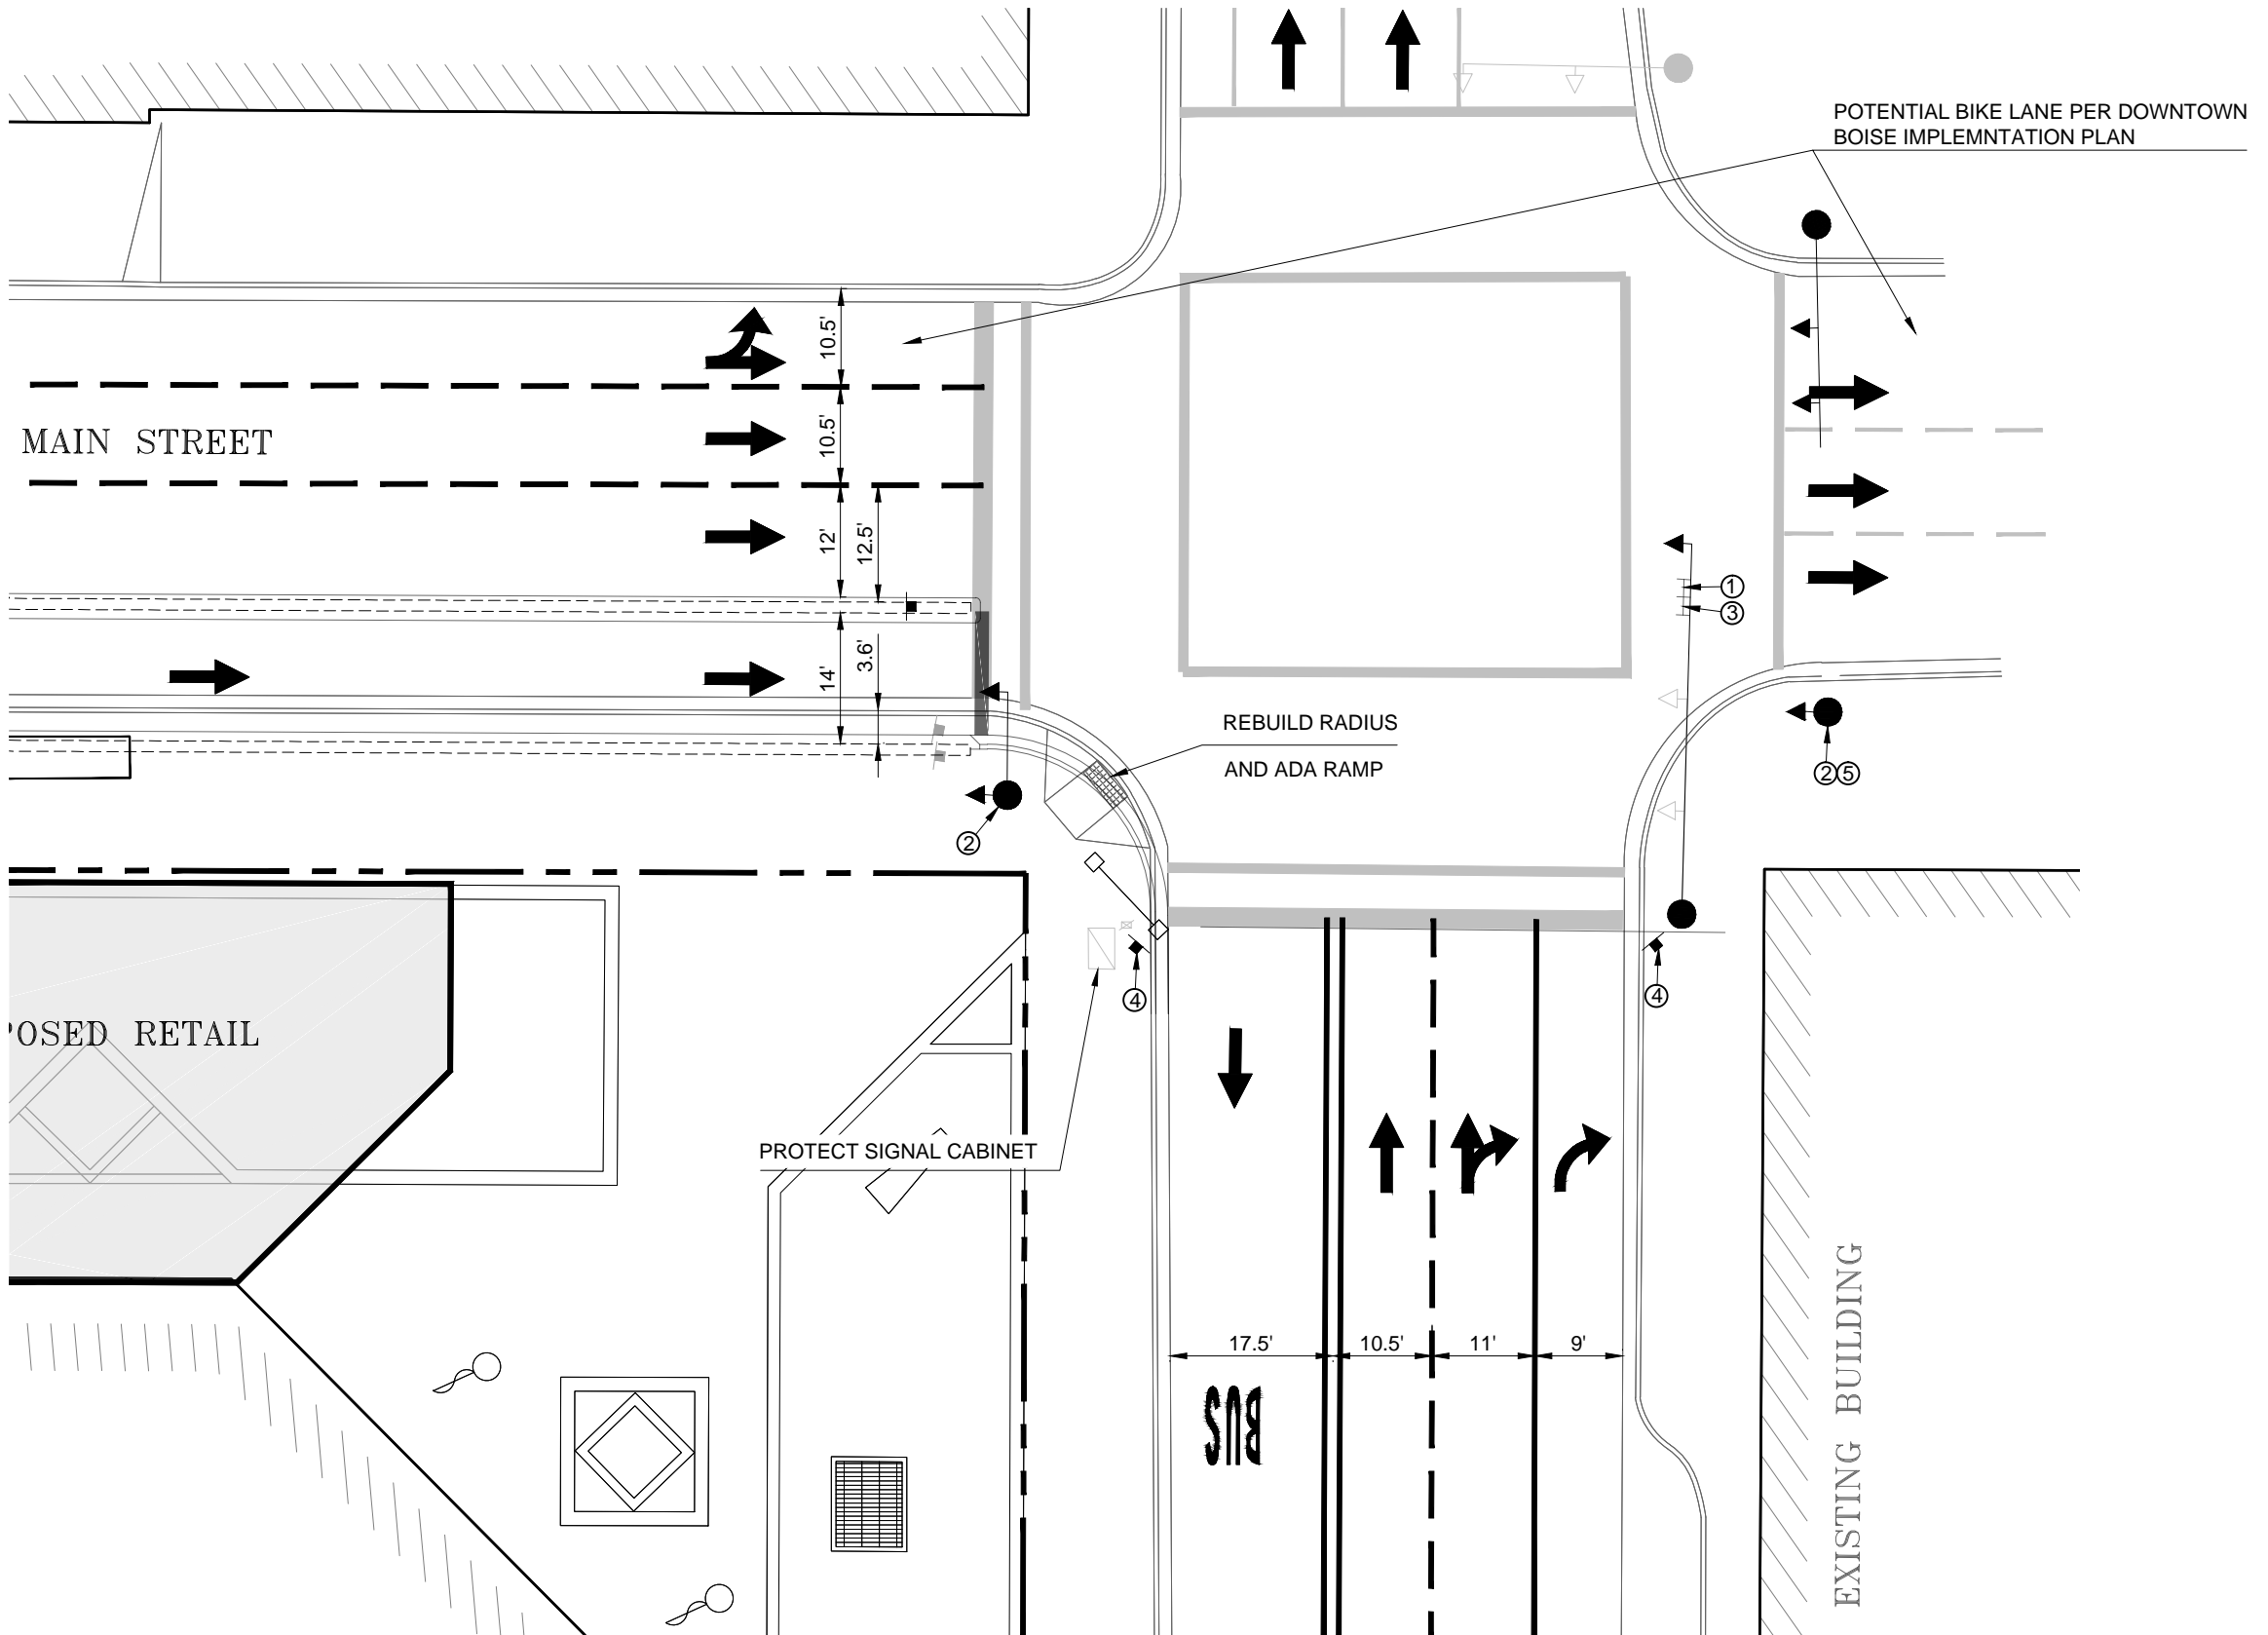 POTENTIAL BIKE LANE PER DOWNTOWN
BOISE IMPLEMNTATION PLAN
10.5'
MAIN STREET
10.5'
12'
12.5'
1
3
14'
3.6'
REBUILD RADIUS
AND ADA RAMP
2
2 5
4
4
POSED RETAIL
PROTECT SIGNAL CABINET
17.5'
10.5'
11'
9'
BUS
EXISTING BUILDING